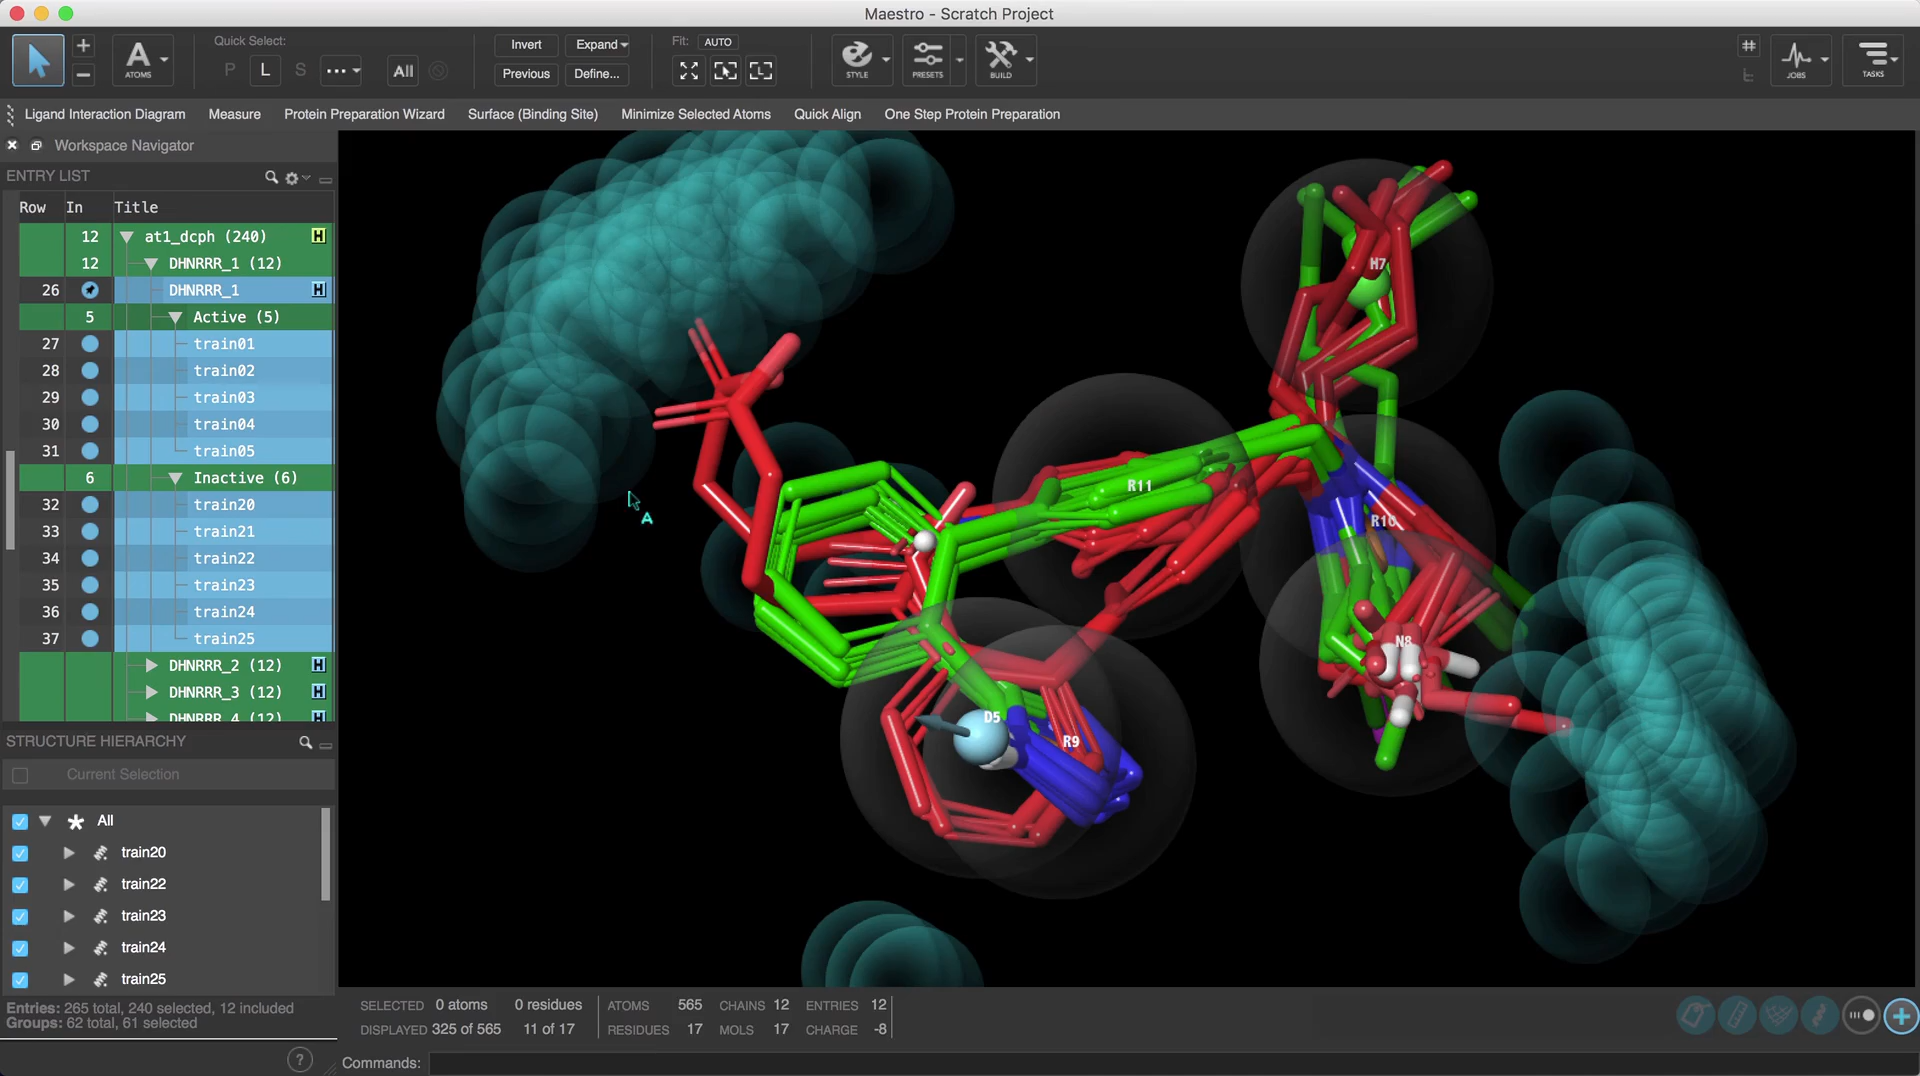 Maestro - Scratch Project
A
ATOMS
Quick Select:
P L S ... All
Invert Expand
Previous Define...
Fit: AUTO
STYLE
PRESETS
BUILD
JOBS
TASKS
Ligand Interaction Diagram Measure Protein Preparation Wizard Surface (Binding Site) Minimize Selected Atoms Quick Align One Step Protein Preparation
Workspace Navigator
ENTRY LIST
Row In Title
12 at1_dcph (240) H
12 DHNRRR_1 (12)
26 DHNRRR_1 H
5 Active (5)
27 train01
28 train02
29 train03
30 train04
31 train05
6 Inactive (6)
32 train20
33 train21
34 train22
35 train23
36 train24
37 train25
DHNRRR_2 (12) H
DHNRRR_3 (12) H
DHNRRR_4 (12) H
STRUCTURE HIERARCHY
Current Selection
All
train20
train22
train23
train24
train25
Entries: 265 total, 240 selected, 12 included
Groups: 62 total, 61 selected
H7
R11
R10
N8
D5
R9
A
SELECTED 0 atoms 0 residues ATOMS 565 CHAINS 12 ENTRIES 12
DISPLAYED 325 of 565 11 of 17 RESIDUES 17 MOLS 17 CHARGE -8
?
Commands: